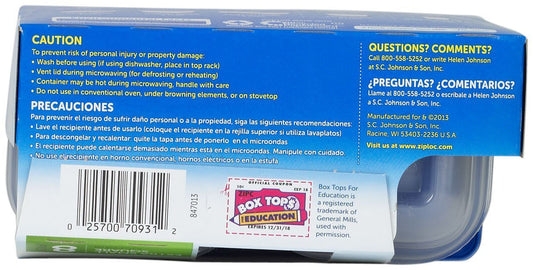 CAUTION
To prevent risk of personal injury or property damage:
• Wash before using (if using dishwasher, place in top rack)
• Vent lid during microwaving (for defrosting or reheating)
• Container may be hot during microwaving, handle with care
• Do not use in conventional oven, under browning elements, or on stovetop
PRECAUCIONES
Para prevenir el riesgo de sufrir daño personal o a la propiedad, siga las siguientes recomendaciones:
• Lave el recipiente antes de usarlo (coloque el recipiente en la rejilla superior si utiliza lavaplatos)
• Para descongelar y recalentar: quite la tapa antes de ponerlo en el microondas
• El recipiente puede calentarse demasiado mientras está en el microondas. Manipule con cuidado.
• No use el recipiente en horno convencional, hornos eléctricos o en la estufa
QUESTIONS? COMMENTS?
Call 800-558-5252 or write Helen Johnson
at S.C. Johnson & Son, Inc.
¿PREGUNTAS? ¿COMENTARIOS?
Llame al 800-558-5252 o escríbale a Helen Johnson
a S.C. Johnson & Son, Inc.
Manufactured for & ©2013
S.C. Johnson & Son, Inc.
Racine, WI 53403-2236 U.S.A.
Visit us at www.ziploc.com
0 25700 70931 2
847013
OFFICIAL COUPON
10¢
EXP 18
BOX TOPS
for EDUCATION
EXPIRES 12/31/18
Box Tops For
Education is
a registered
trademark of
General Mills,
used with
permission.